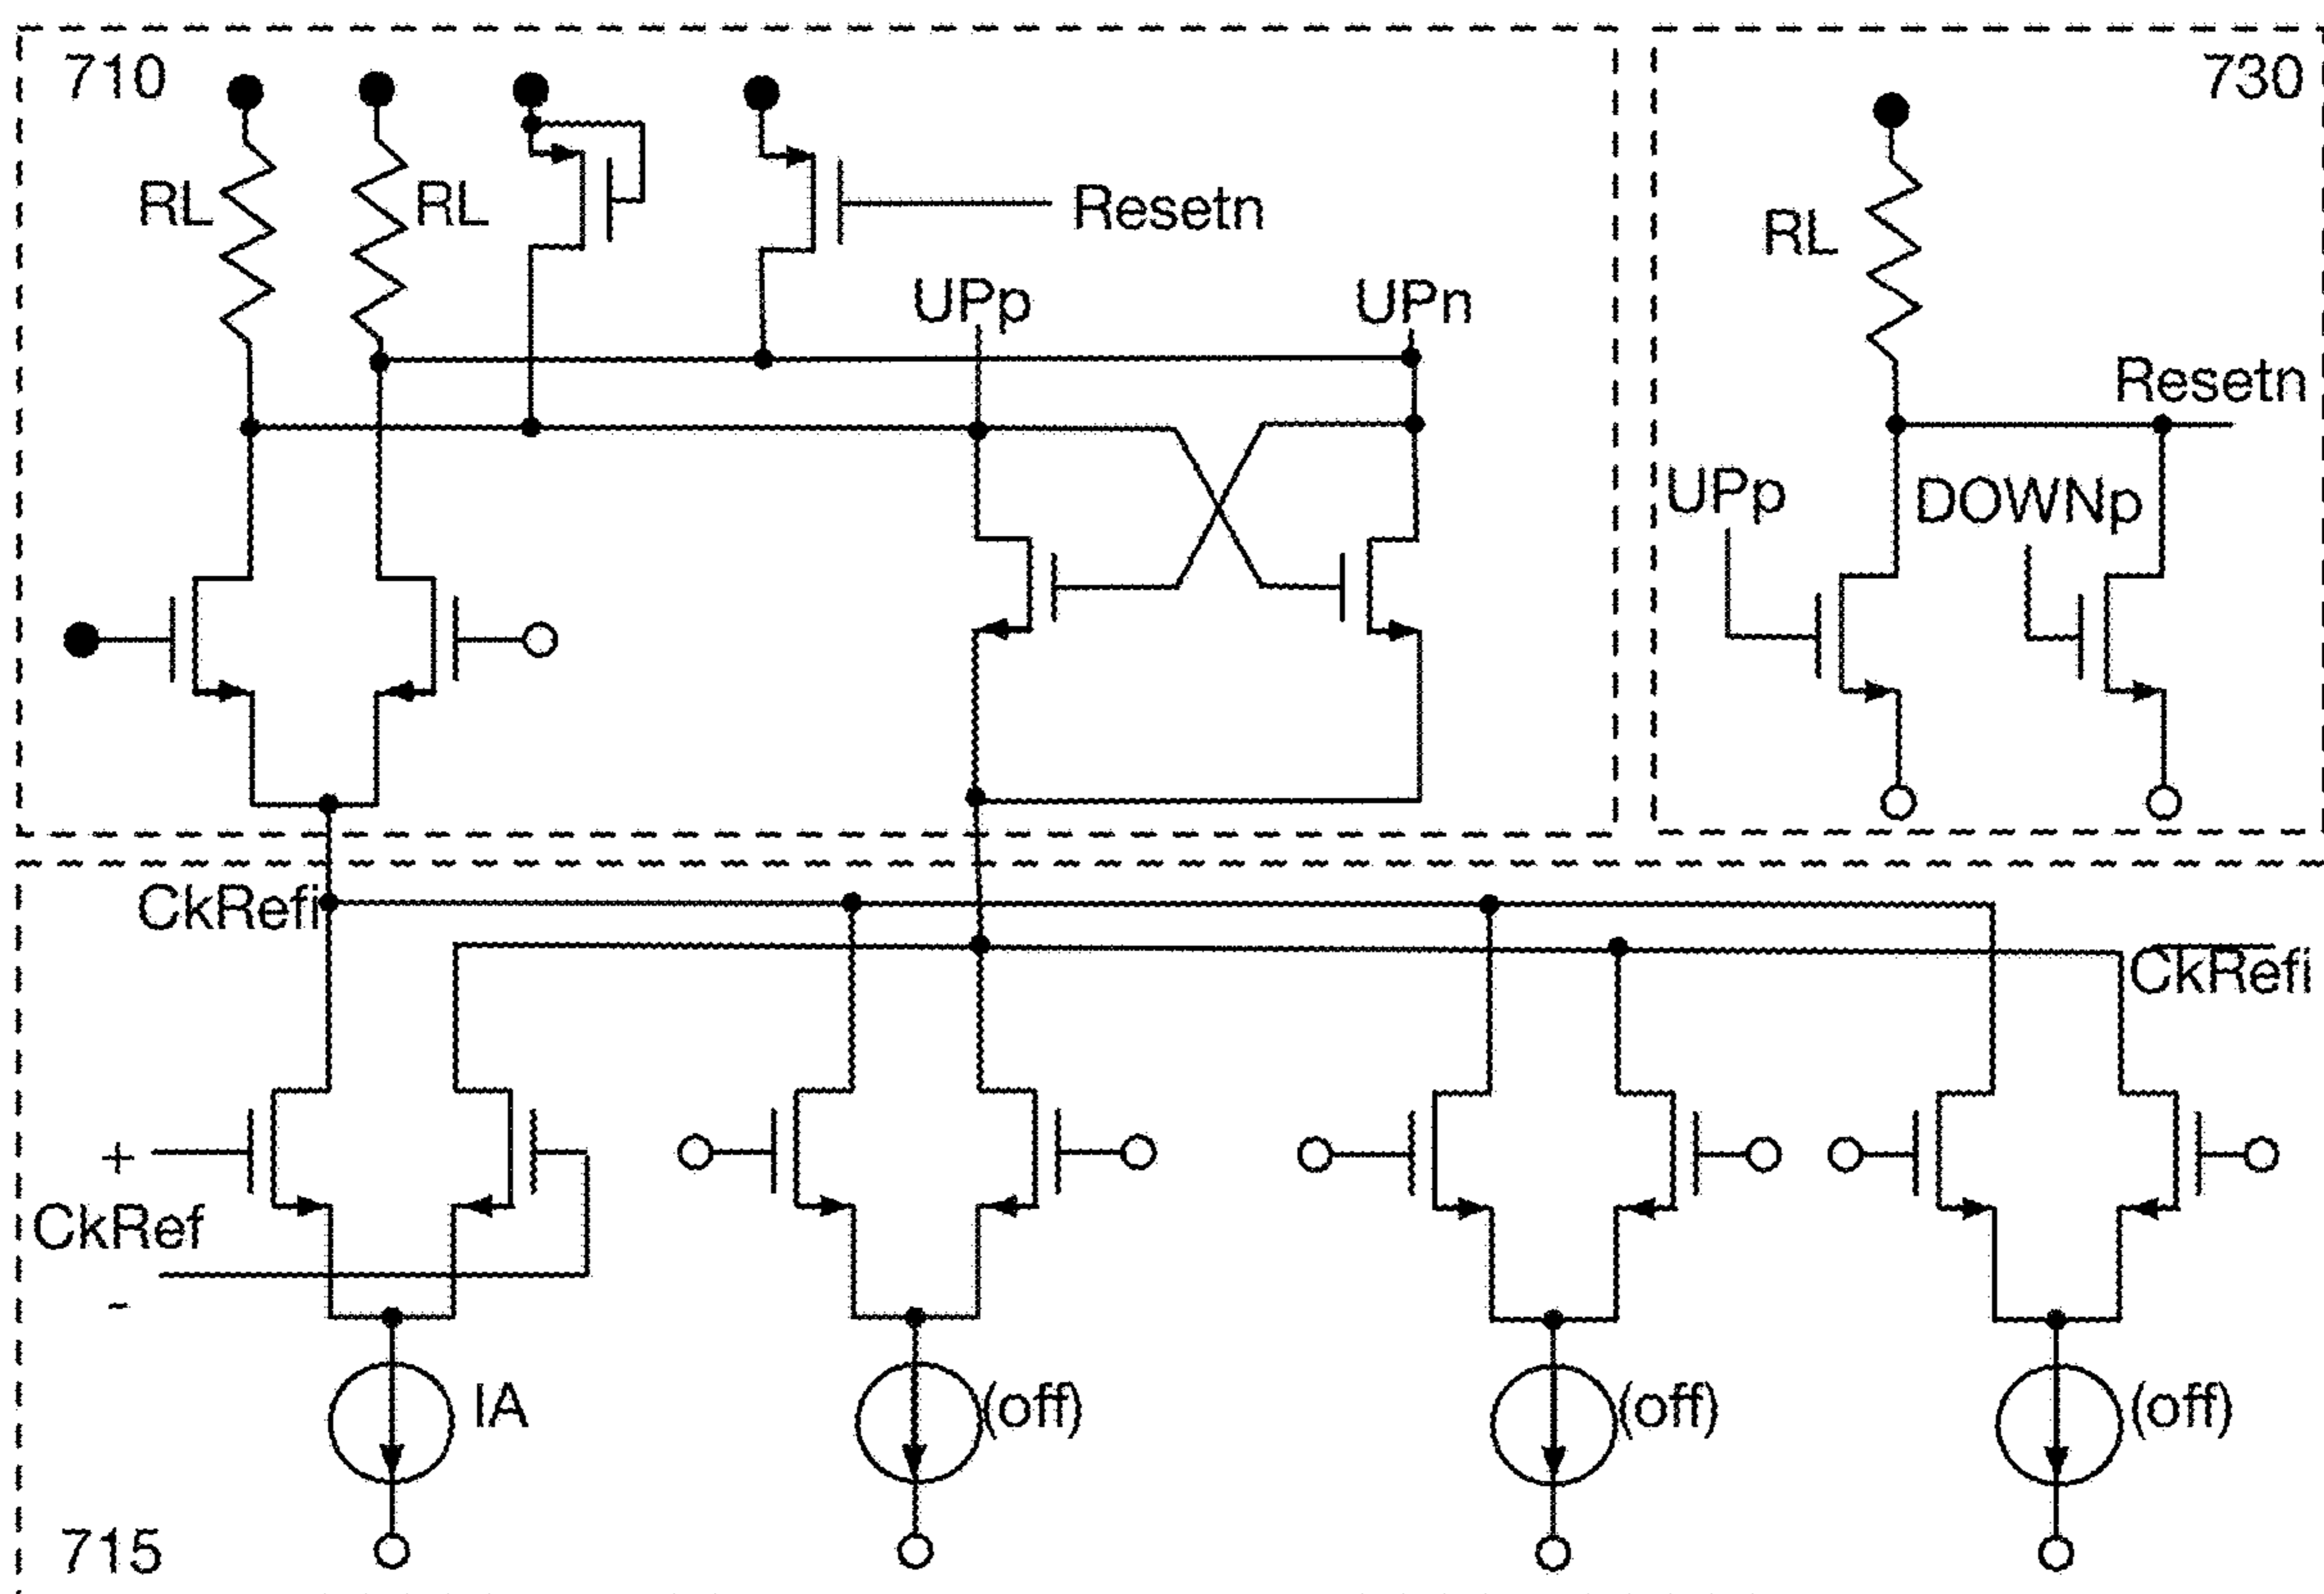 710
730
RL
RL
Resetn
RL
UPp
UPn
Resetn
UPp
DOWNp
CkRefi
CkRefi
+
CkRef
-
IA
(off)
(off)
(off)
715